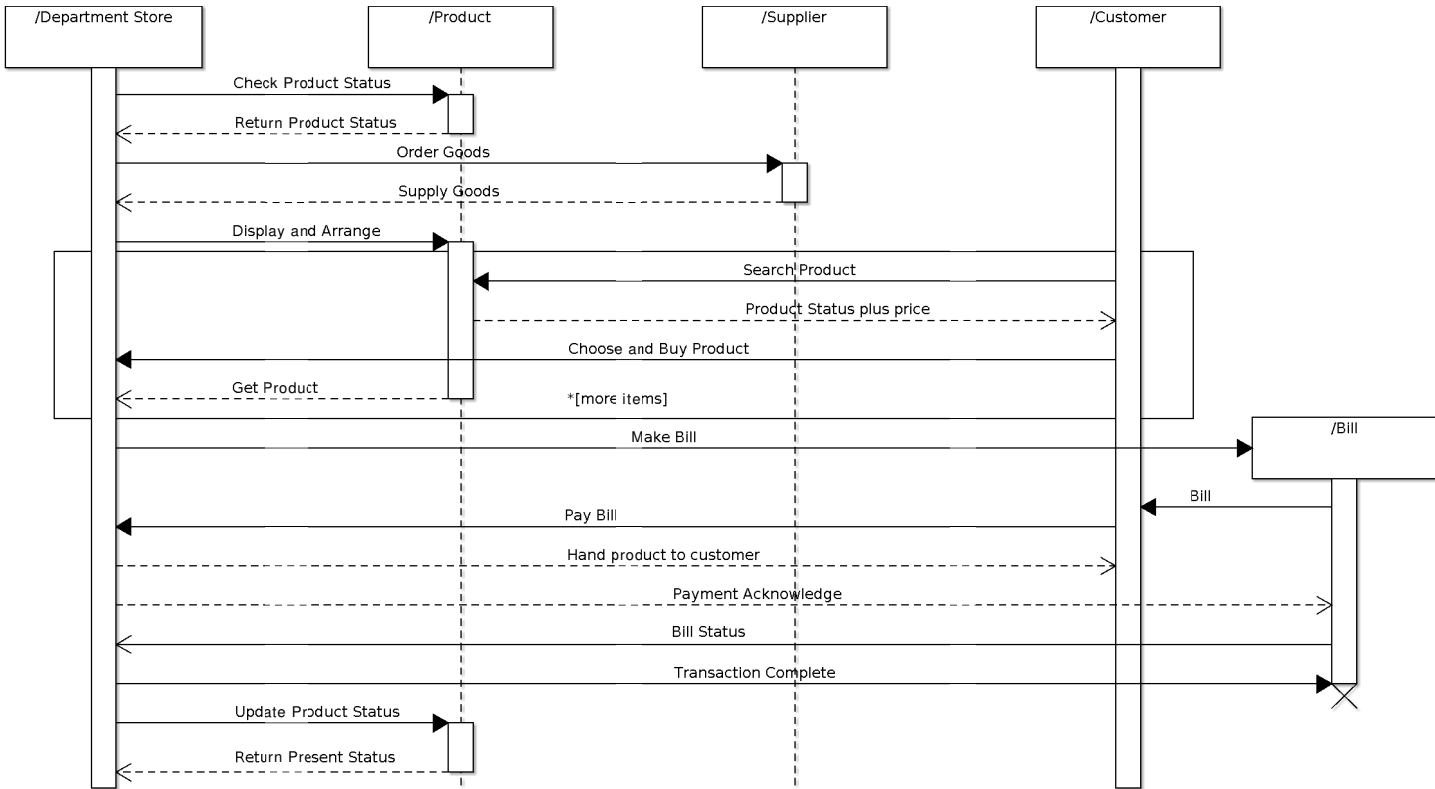 /Department Store
/Product
/Supplier
/Customer
Check Product Status
Return Product Status
Order Goods
Supply Goods
Display and Arrange
Search Product
Product Status plus price
Choose and Buy Product
Get Product
*[more items]
/Bill
Make Bill
Bill
Pay Bill
Hand product to customer
Payment Acknowledge
Bill Status
Transaction Complete
Update Product Status
Return Present Status